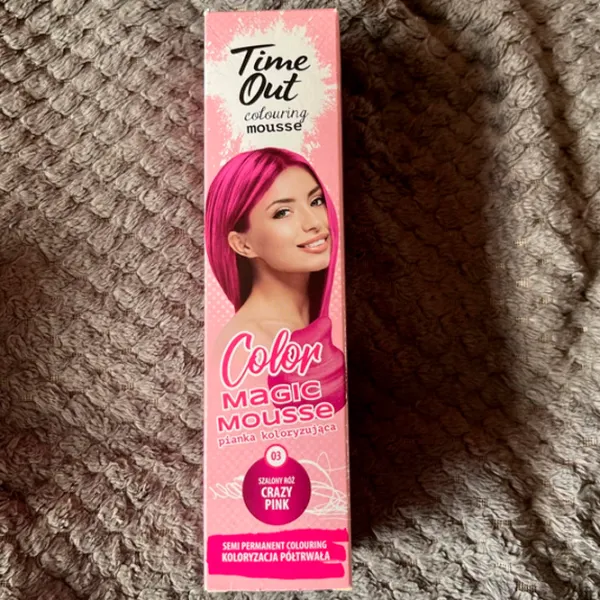 Time
Out
colouring
mousse
Color
MAGIC
MOUSSE
pianka koloryzująca
03
SZALONY RÓŻ
CRAZY
PINK
SEMI PERMANENT COLOURING
KOLORYZACJA PÓŁTRWAŁA